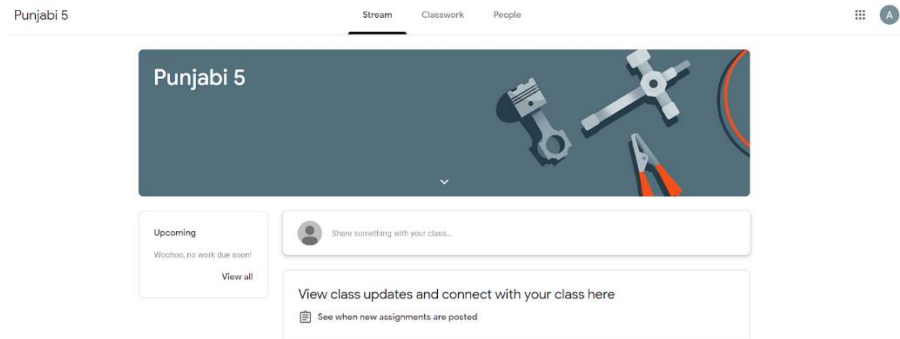 Punjabi 5
Stream Classwork People
A
Punjabi 5
Upcoming
Woohoo, no work due soon!
View all
Share something with your class...
View class updates and connect with your class here
See when new assignments are posted